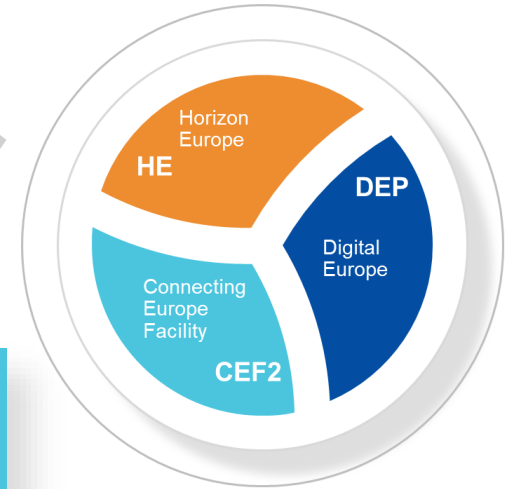 Horizon
Europe
HE
DEP
Digital
Europe
Connecting
Europe
Facility
CEF2